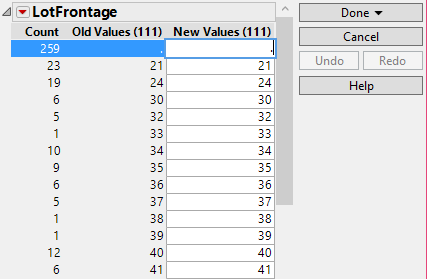 LotFrontage
Count Old Values (111) New Values (111)
259 . .
23 21 21
19 24 24
6 30 30
5 32 32
1 33 33
10 34 34
9 35 35
6 36 36
5 37 37
1 38 38
1 39 39
12 40 40
6 41 41
Done
Cancel
Undo Redo
Help